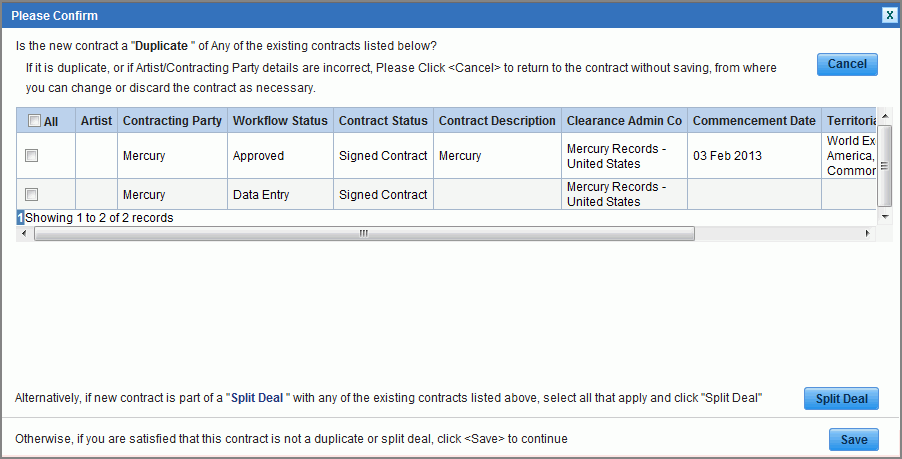 Please Confirm X
Is the new contract a "Duplicate " of Any of the existing contracts listed below?
If it is duplicate, or if Artist/Contracting Party details are incorrect, Please Click <Cancel> to return to the contract without saving, from where
you can change or discard the contract as necessary.
Cancel
All Artist Contracting Party Workflow Status Contract Status Contract Description Clearance Admin Co Commencement Date Territoria
Mercury Approved Signed Contract Mercury Mercury Records - United States 03 Feb 2013 World Ex America, Common
Mercury Data Entry Signed Contract Mercury Records - United States
1 Showing 1 to 2 of 2 records
Alternatively, if new contract is part of a "Split Deal " with any of the existing contracts listed above, select all that apply and click "Split Deal"
Split Deal
Otherwise, if you are satisfied that this contract is not a duplicate or split deal, click <Save> to continue
Save